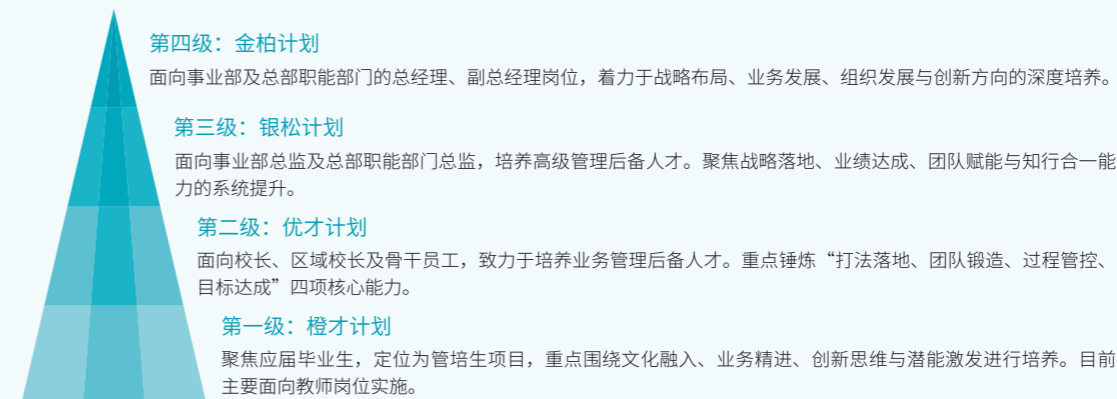 第四级：金柏计划
面向事业部及总部职能部门的总经理、副总经理岗位，着力于战略布局、业务发展、组织发展与创新方向的深度培养。
第三级：银松计划
面向事业部总监及总部职能部门总监，培养高级管理后备人才。聚焦战略落地、业绩达成、团队赋能与知行合一能
力的系统提升。
第二级：优才计划
面向校长、区域校长及骨干员工，致力于培养业务管理后备人才。重点锤炼“打法落地、团队锻造、过程管控、
目标达成”四项核心能力。
第一级：橙才计划
聚焦应届毕业生，定位为管培生项目，重点围绕文化融入、业务精进、创新思维与潜能激发进行培养。目前
主要面向教师岗位实施。